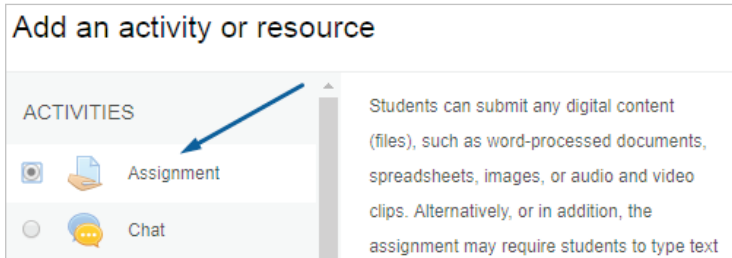 Add an activity or resource
ACTIVITIES
Assignment
Chat
Students can submit any digital content
(files), such as word-processed documents,
spreadsheets, images, or audio and video
clips. Alternatively, or in addition, the
assignment may require students to type text